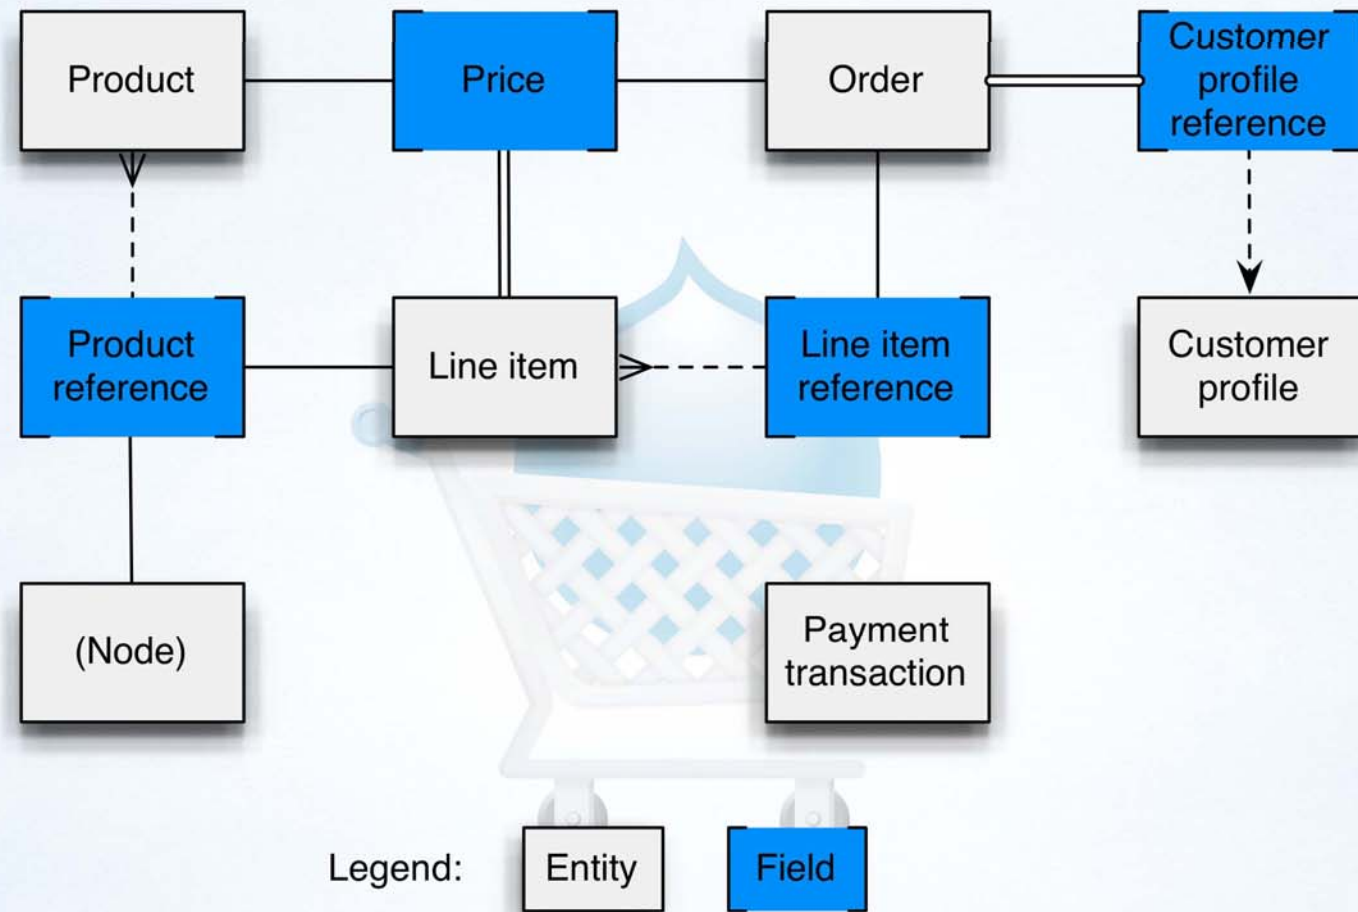 Product
Price
Order
Customer
profile
reference
Product
reference
Line item
Line item
reference
Customer
profile
(Node)
Payment
transaction
Legend:
Entity
Field